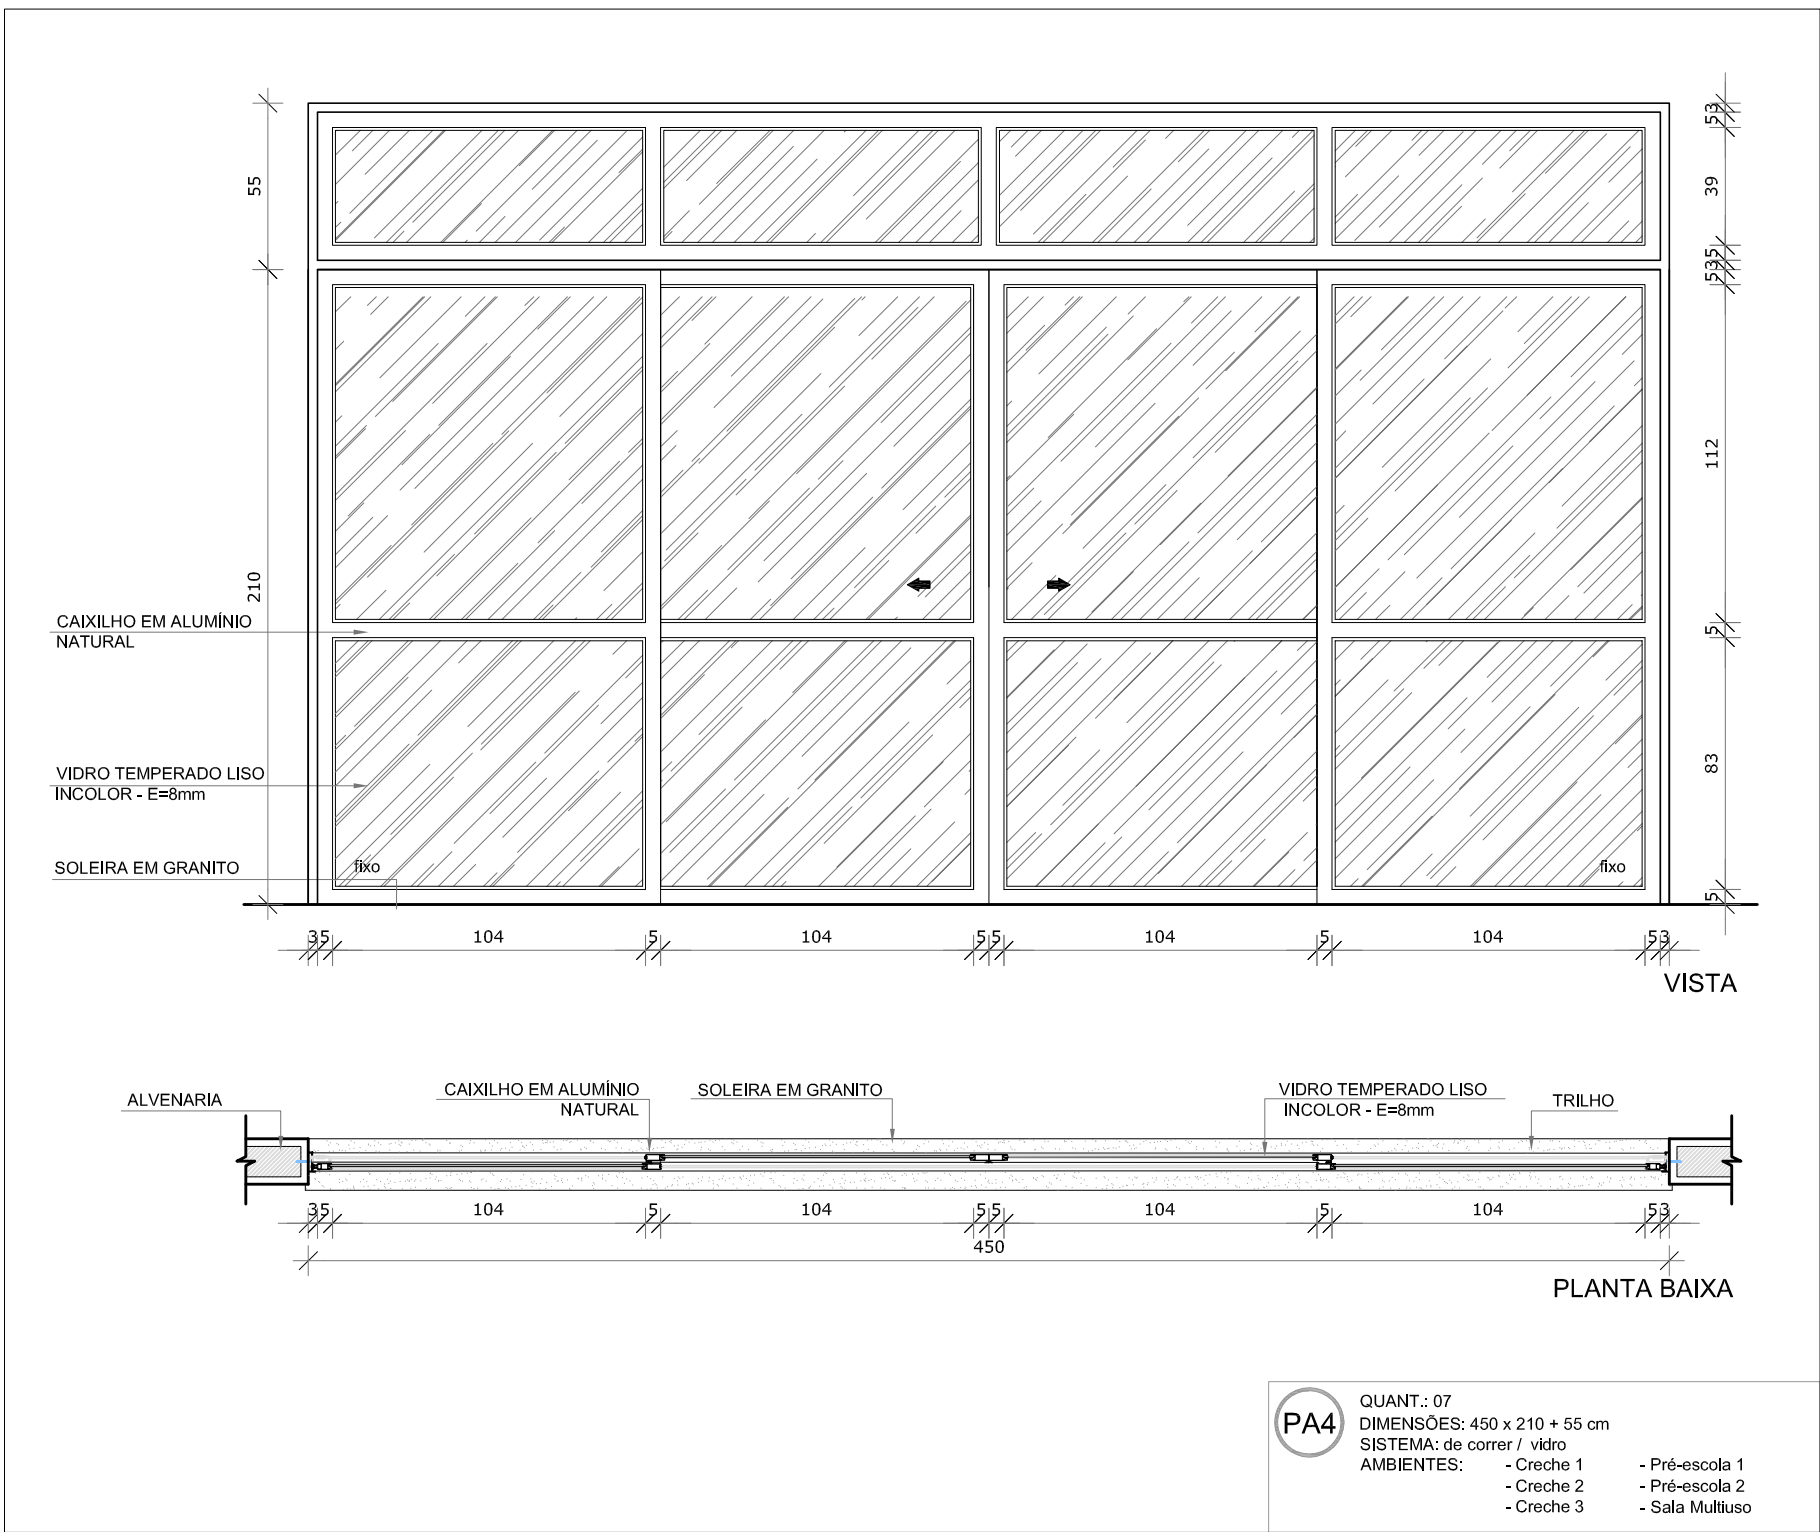 53
55
39
35
53
112
210
CAIXILHO EM ALUMÍNIO
NATURAL
5
VIDRO TEMPERADO LISO
INCOLOR - E=8mm
83
SOLEIRA EM GRANITO
fixo
fixo
5
35 104 5 104 55 104 5 104 53
VISTA
ALVENARIA
CAIXILHO EM ALUMÍNIO
NATURAL
SOLEIRA EM GRANITO
VIDRO TEMPERADO LISO
INCOLOR - E=8mm
TRILHO
35 104 5 104 55 104 5 104 53
450
PLANTA BAIXA
PA4
QUANT.: 07
DIMENSÕES: 450 x 210 + 55 cm
SISTEMA: de correr / vidro
AMBIENTES: - Creche 1 - Pré-escola 1
- Creche 2 - Pré-escola 2
- Creche 3 - Sala Multiuso